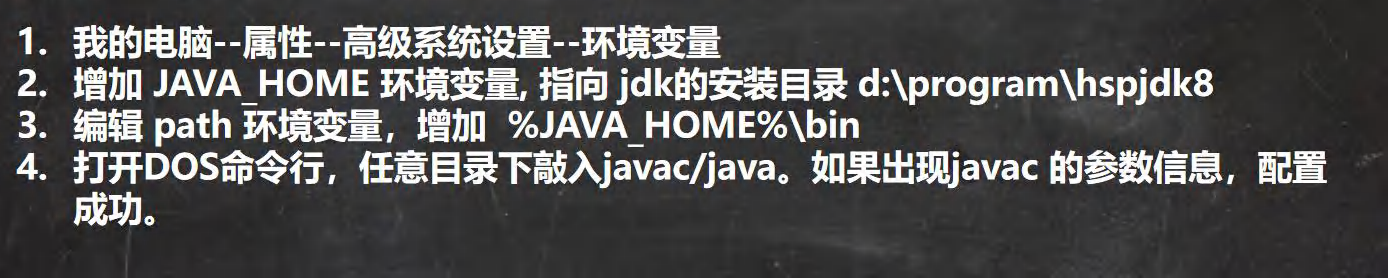 1. 我的电脑--属性--高级系统设置--环境变量
2. 增加 JAVA_HOME 环境变量, 指向 jdk的安装目录 d:\program\hspjdk8
3. 编辑 path 环境变量，增加 %JAVA_HOME%\bin
4. 打开DOS命令行，任意目录下敲入javac/java。如果出现javac 的参数信息，配置
成功。